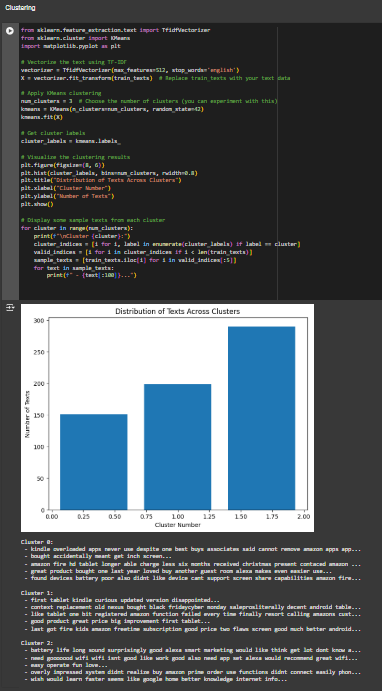 Clustering
from sklearn.feature_extraction.text import TfidfVectorizer
from sklearn.cluster import KMeans
import matplotlib.pyplot as plt
# Vectorize the text using TF-IDF
vectorizer = TfidfVectorizer(max_features=512, stop_words='english')
X = vectorizer.fit_transform(train_texts)  # Replace train_texts with your text data
# Apply KMeans clustering
num_clusters = 3  # Choose the number of clusters (you can experiment with this)
kmeans = KMeans(n_clusters=num_clusters, random_state=42)
kmeans.fit(X)
# Get cluster labels
cluster_labels = kmeans.labels_
# Visualize the clustering results
plt.figure(figsize=(8, 6))
plt.hist(cluster_labels, bins=num_clusters, rwidth=0.8)
plt.title("Distribution of Texts Across Clusters")
plt.xlabel("Cluster Number")
plt.ylabel("Number of Texts")
plt.show()
# Display some sample texts from each cluster
for cluster in range(num_clusters):
print(f"\nCluster {cluster}:")
cluster_indices = [i for i, label in enumerate(cluster_labels) if label == cluster]
valid_indices = [i for i in cluster_indices if i < len(train_texts)]
sample_texts = [train_texts.iloc[i] for i in valid_indices[:5]]
for text in sample_texts:
print(f" - {text[:100]}...")
Distribution of Texts Across Clusters
300
250
200
150
100
50
0
Number of Texts
0.00 0.25 0.50 0.75 1.00 1.25 1.50 1.75 2.00
Cluster Number
Cluster 0:
- kindle overloaded apps never use despite one best buys associates said cannot remove amazon apps app...
- bought accidentally meant get inch screen...
- amazon fire hd tablet longer able charge less six months received christmas present contaced amazon ...
- great product bought one last year loved buy another guest room alexa makes even easier use...
- found devices battery poor also didnt like device cant support screen share capabilities amazon fire...
Cluster 1:
- first tablet kindle curious updated version disappointed...
- context replacement old nexus bought black fridaycyber monday saleprosliterally decent android table...
- like tablet one bit registered amazon function failed every time finally resort calling amazons cust...
- good product great price big improvement first tablet...
- last got fire kids amazon freetime subscription good price two flaws screen good much better android...
Cluster 2:
- battery life long sound surprisingly good alexa smart marketing would like think get lot dont know a...
- need goooood wifi wifi isnt good like work good also need app set alexa would recommend great wifi...
- easy operate fun love...
- overly impressed system didnt realize buy amazon prime order use functions didnt connect easily phon...
- wish would learn faster seems like google home better knowledge internet info...